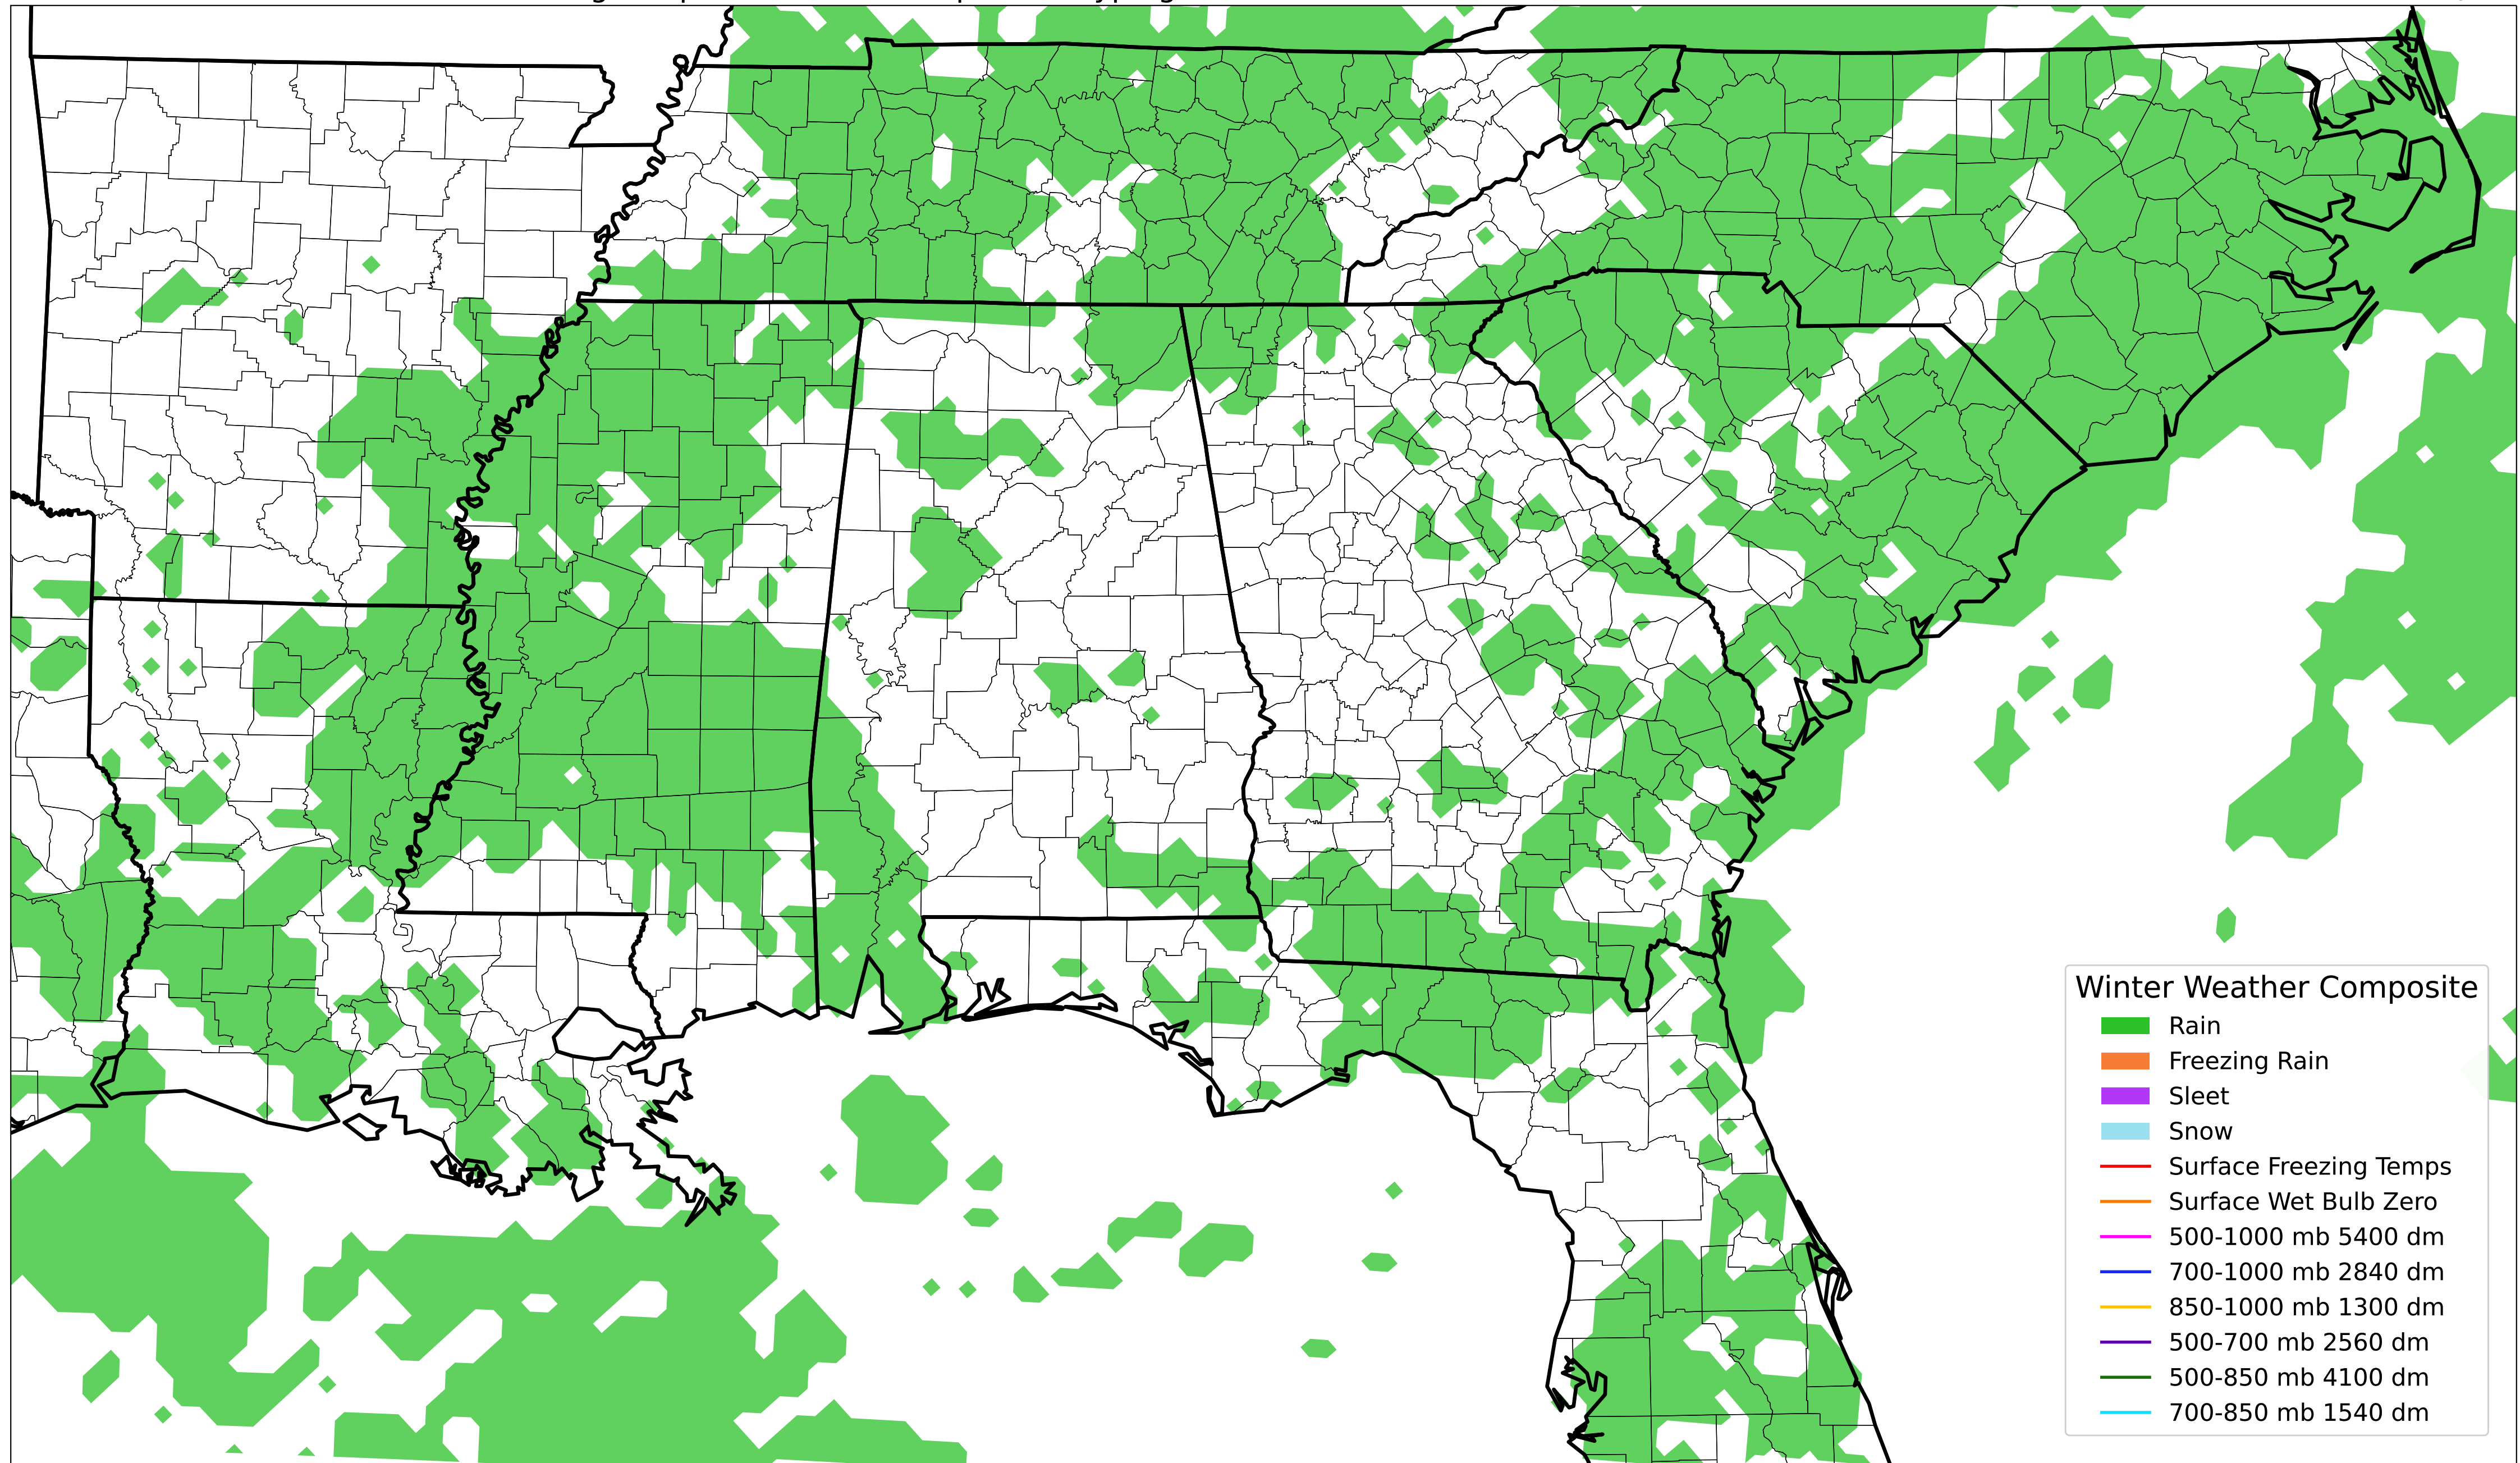 Winter Weather Composite
Rain
Freezing Rain
Sleet
Snow
Surface Freezing Temps
Surface Wet Bulb Zero
500-1000 mb 5400 dm
700-1000 mb 2840 dm
850-1000 mb 1300 dm
500-700 mb 2560 dm
500-850 mb 4100 dm
700-850 mb 1540 dm